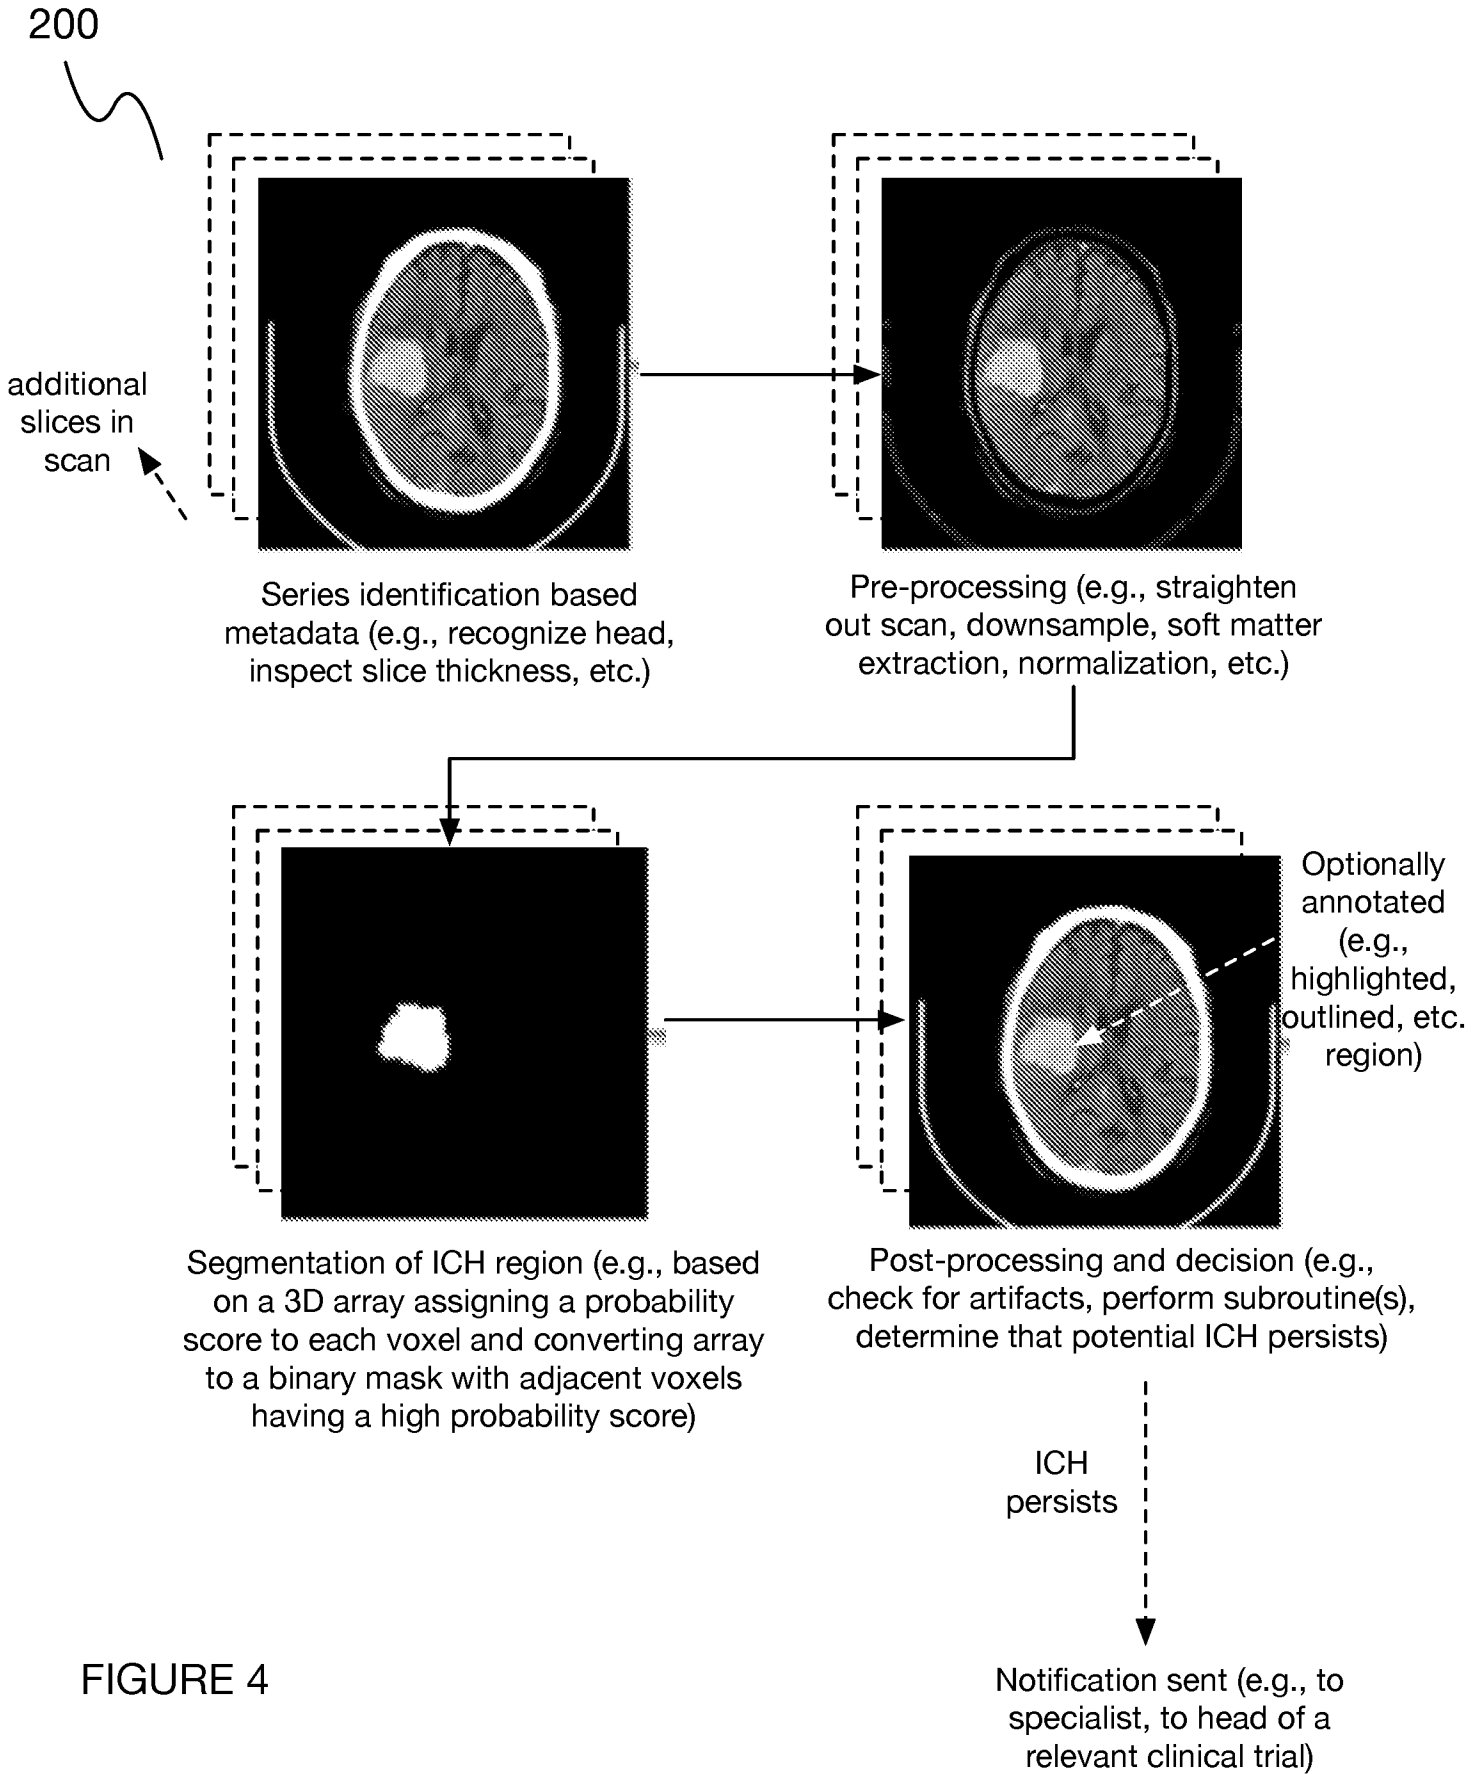 200
additional
slices in
scan
Series identification based
metadata (e.g., recognize head,
inspect slice thickness, etc.)
Pre-processing (e.g., straighten
out scan, downsample, soft matter
extraction, normalization, etc.)
Optionally
annotated
(e.g.,
highlighted,
outlined, etc.
region)
Segmentation of ICH region (e.g., based
on a 3D array assigning a probability
score to each voxel and converting array
to a binary mask with adjacent voxels
having a high probability score)
Post-processing and decision (e.g.,
check for artifacts, perform subroutine(s),
determine that potential ICH persists)
ICH
persists
Notification sent (e.g., to
specialist, to head of a
relevant clinical trial)
FIGURE 4